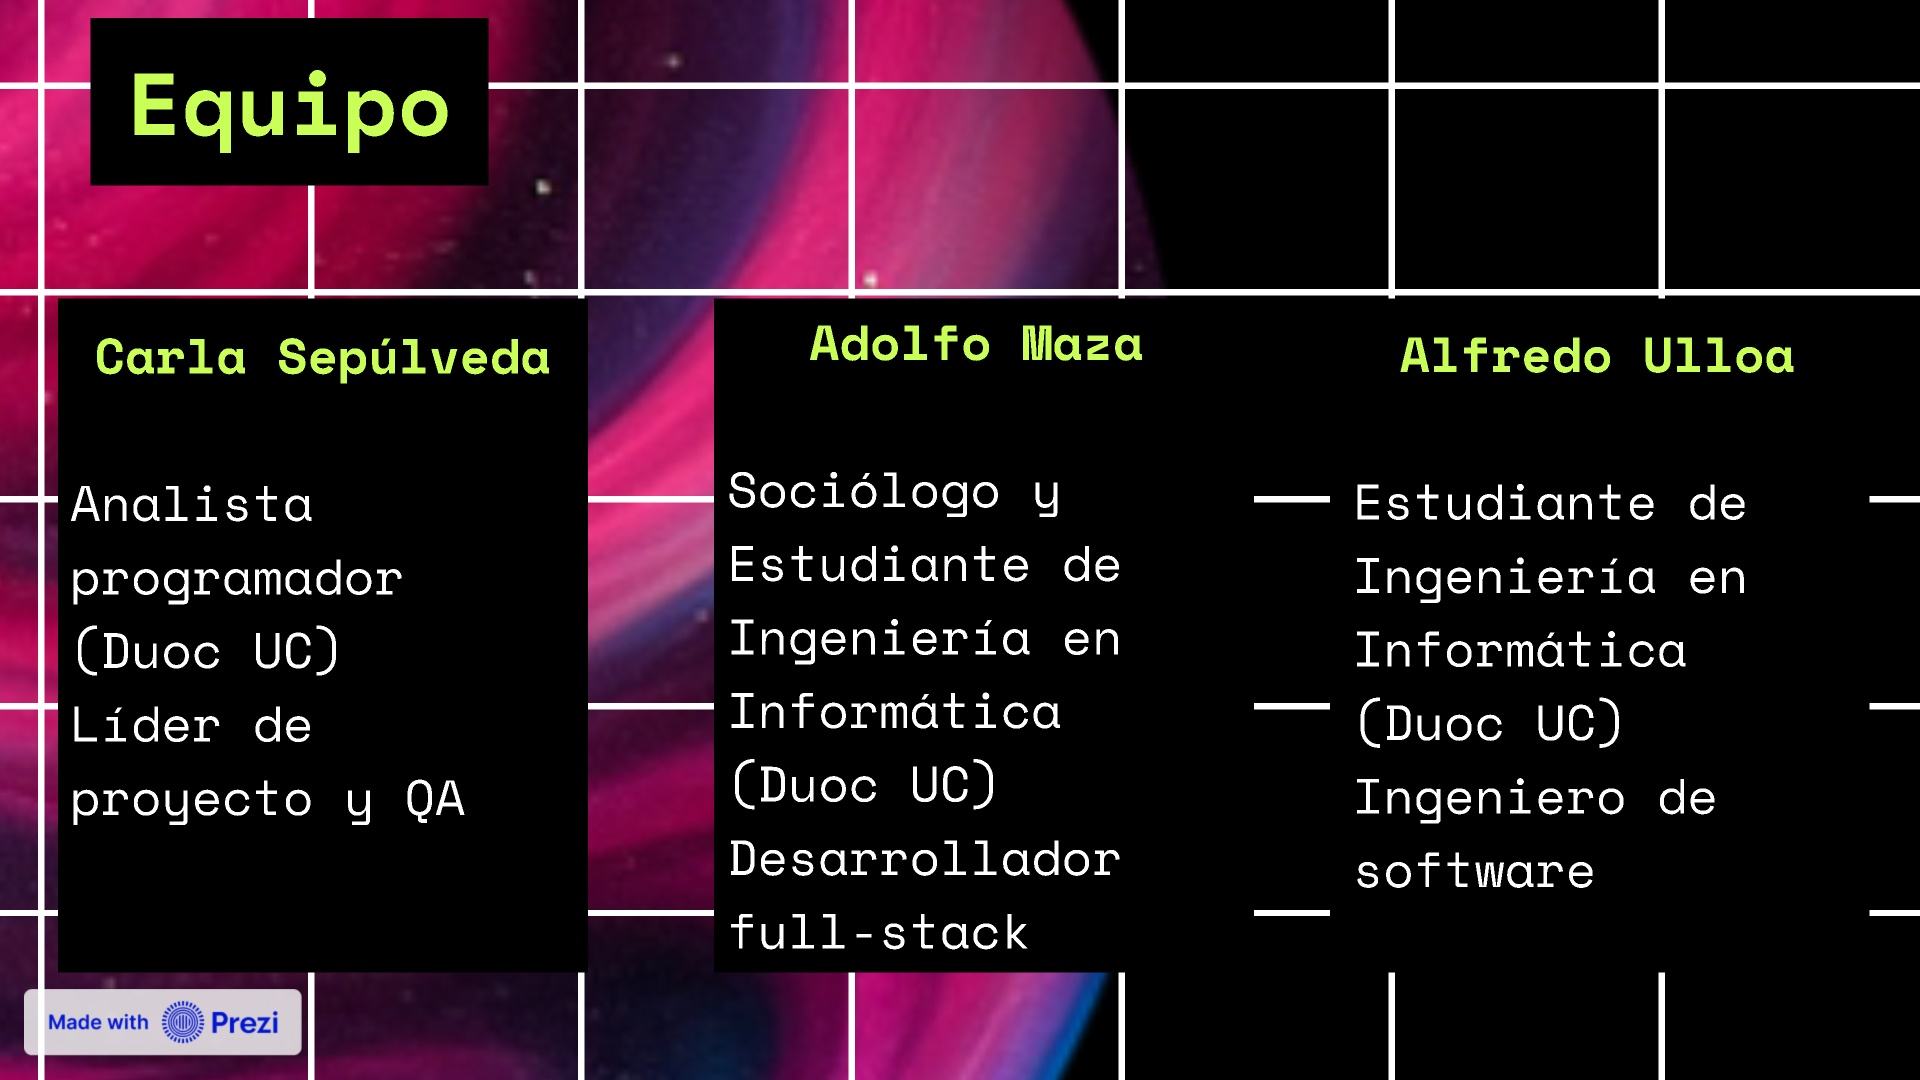 Equipo
Carla Sepúlveda
Analista
programador
(Duoc UC)
Líder de
proyecto y QA
Adolfo Maza
Sociólogo y
Estudiante de
Ingeniería en
Informática
(Duoc UC)
Desarrollador
full-stack
Alfredo Ulloa
Estudiante de
Ingeniería en
Informática
(Duoc UC)
Ingeniero de
software
Made with Prezi